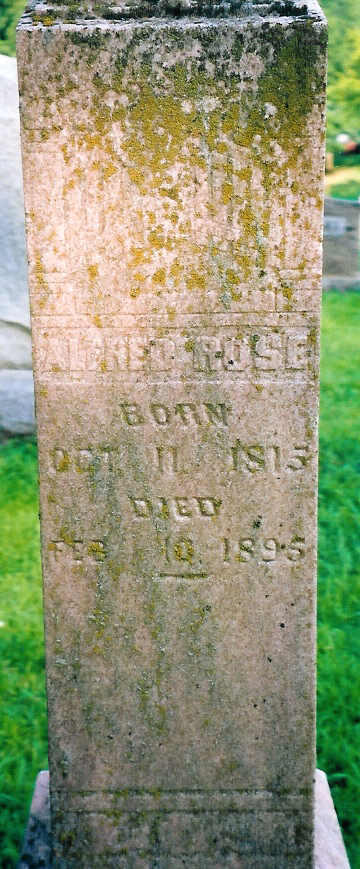 ALFRED ROSE
BORN
OCT 11 1815
DIED
FEB 10, 1895